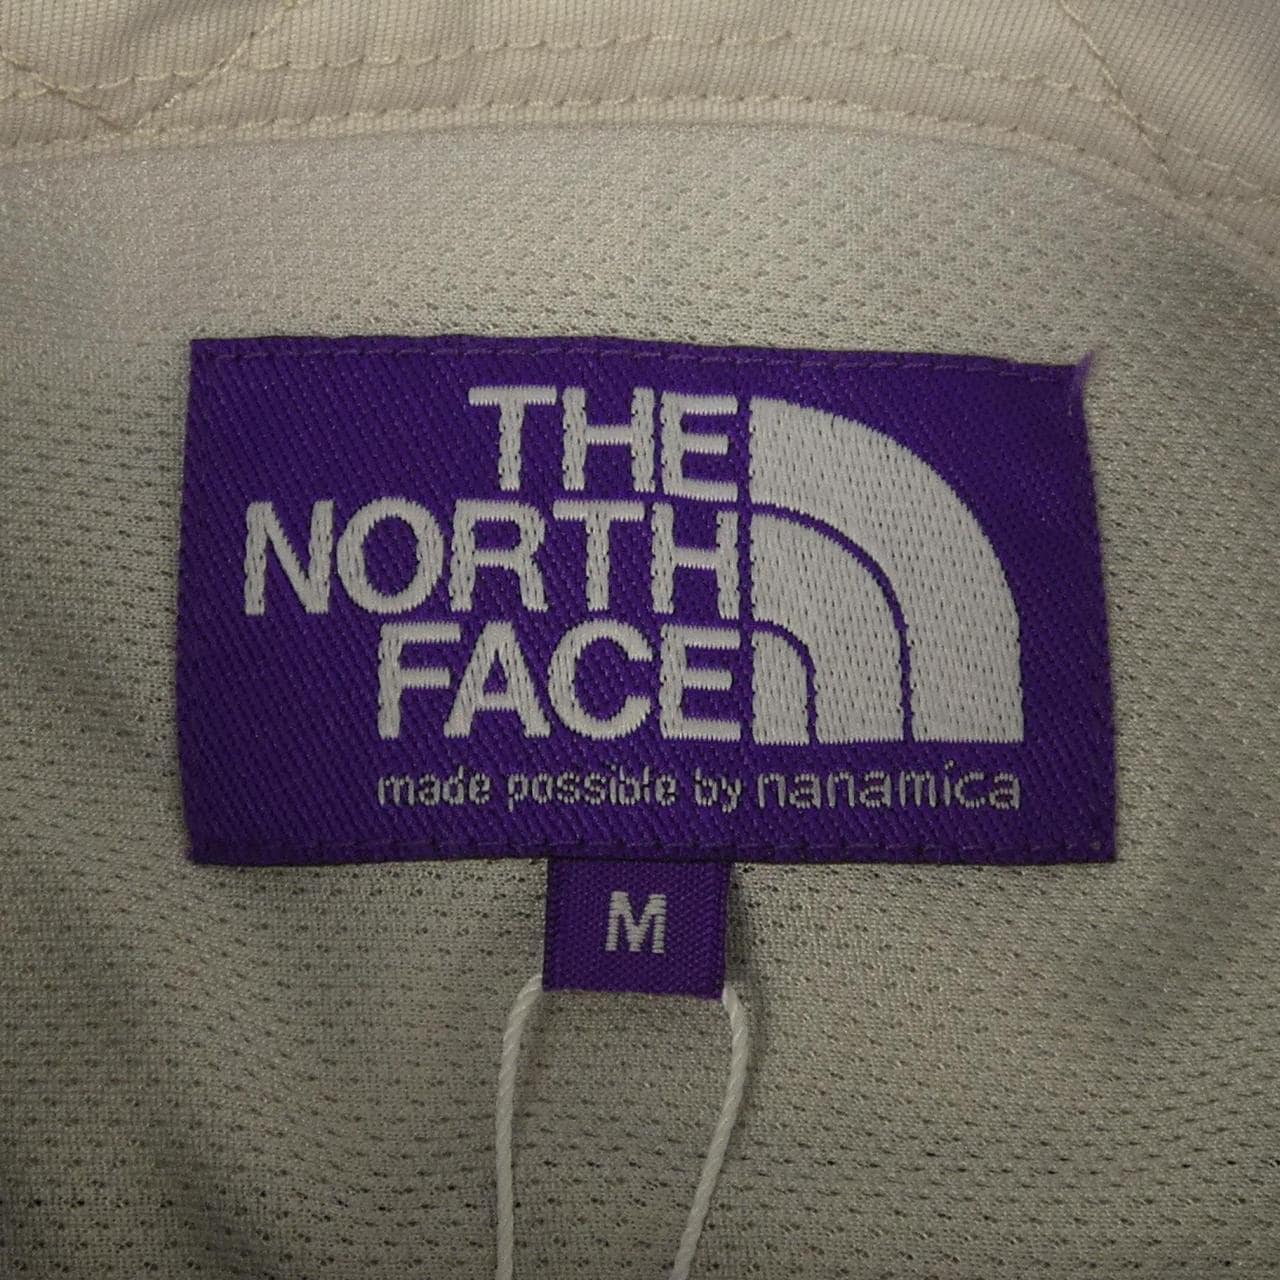 THE
NORTH
FACE
made possible by nanamica
M